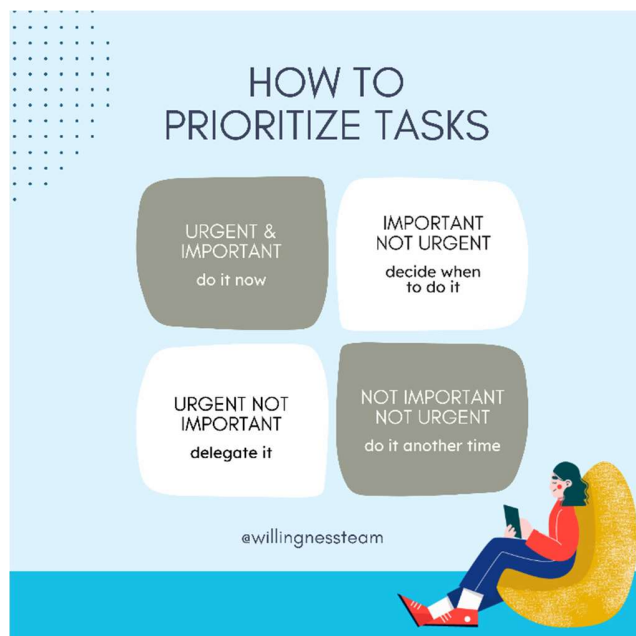 HOW TO
PRIORITIZE TASKS
URGENT &
IMPORTANT
do it now
IMPORTANT
NOT URGENT
decide when
to do it
URGENT NOT
IMPORTANT
delegate it
NOT IMPORTANT
NOT URGENT
do it another time
@willingnessteam